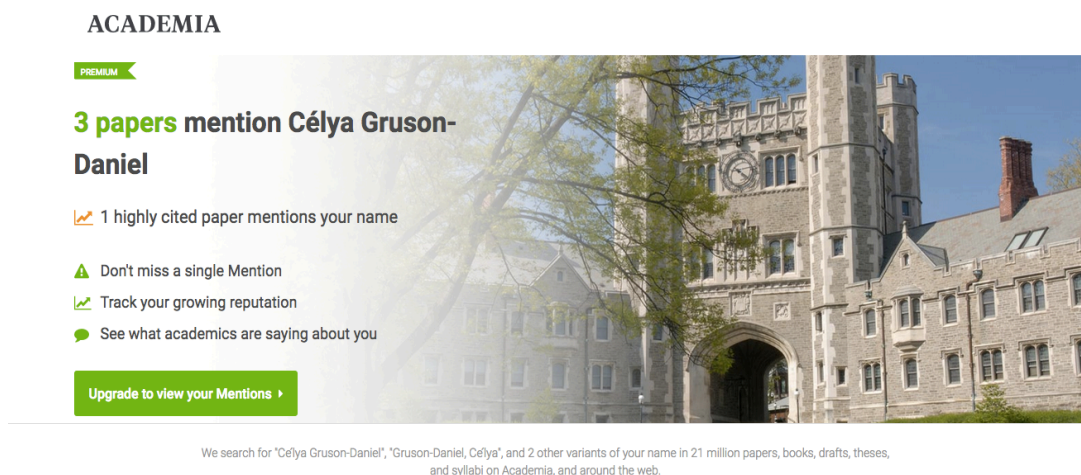 ACADEMIA
PREMIUM
3 papers mention Célya Gruson-
Daniel
1 highly cited paper mentions your name
Don't miss a single Mention
Track your growing reputation
See what academics are saying about you
Upgrade to view your Mentions
We search for "Céĺya Gruson-Daniel", "Gruson-Daniel, Céĺya", and 2 other variants of your name in 21 million papers, books, drafts, theses,
and syllabi on Academia, and around the web.